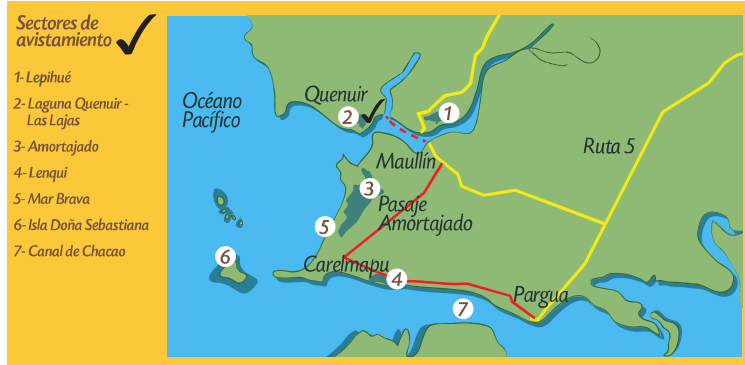 Sectores de
avistamiento
1- Lepihué
2- Laguna Quenuir -
Las Lajas
3- Amortajado
4- Lenqui
5- Mar Brava
6- Isla Doña Sebastiana
7- Canal de Chacao
Océano
Pacífico
Quenuir
2
1
Maullín
Ruta 5
3
Pasaje
Amortajado
5
6
Carelmapu
4
Pargua
7